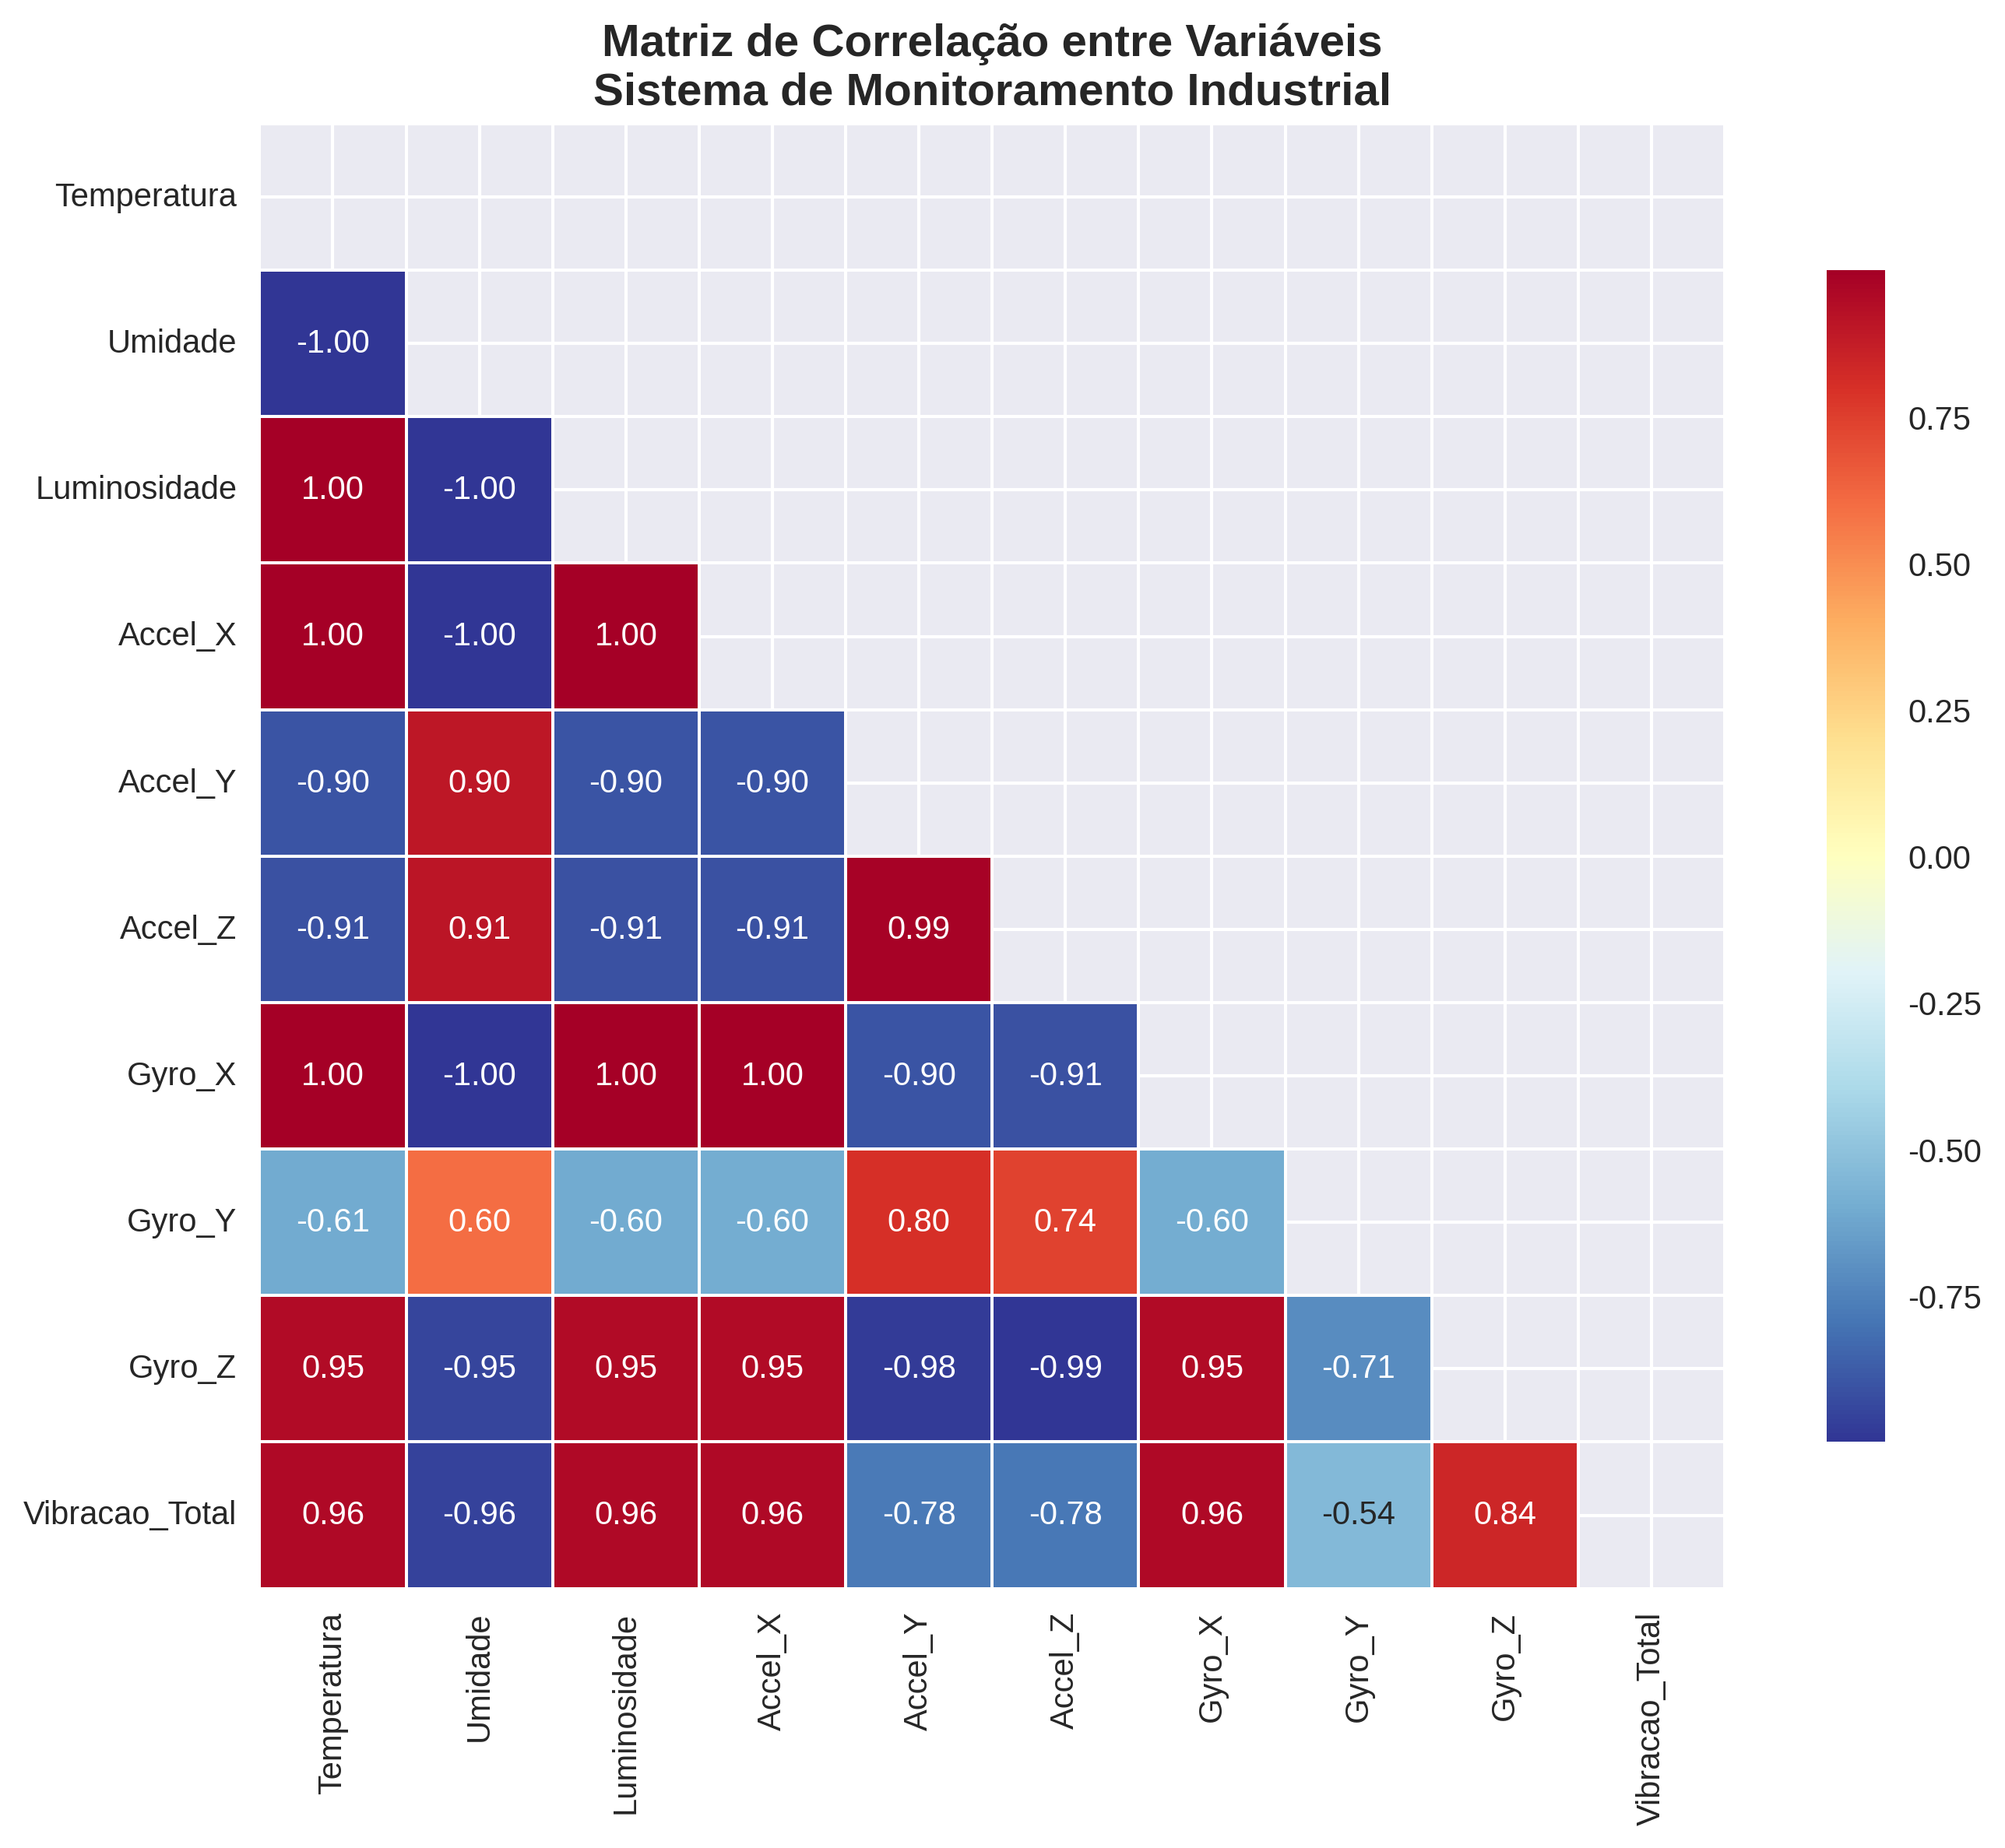 Matriz de Correlação entre Variáveis
Sistema de Monitoramento Industrial
Temperatura
Umidade -1.00
Luminosidade 1.00 -1.00
Accel_X 1.00 -1.00 1.00
Accel_Y -0.90 0.90 -0.90 -0.90
Accel_Z -0.91 0.91 -0.91 -0.91 0.99
Gyro_X 1.00 -1.00 1.00 1.00 -0.90 -0.91
Gyro_Y -0.61 0.60 -0.60 -0.60 0.80 0.74 -0.60
Gyro_Z 0.95 -0.95 0.95 0.95 -0.98 -0.99 0.95 -0.71
Vibracao_Total 0.96 -0.96 0.96 0.96 -0.78 -0.78 0.96 -0.54 0.84
Temperatura
Umidade
Luminosidade
Accel_X
Accel_Y
Accel_Z
Gyro_X
Gyro_Y
Gyro_Z
Vibracao_Total
0.75
0.50
0.25
0.00
-0.25
-0.50
-0.75